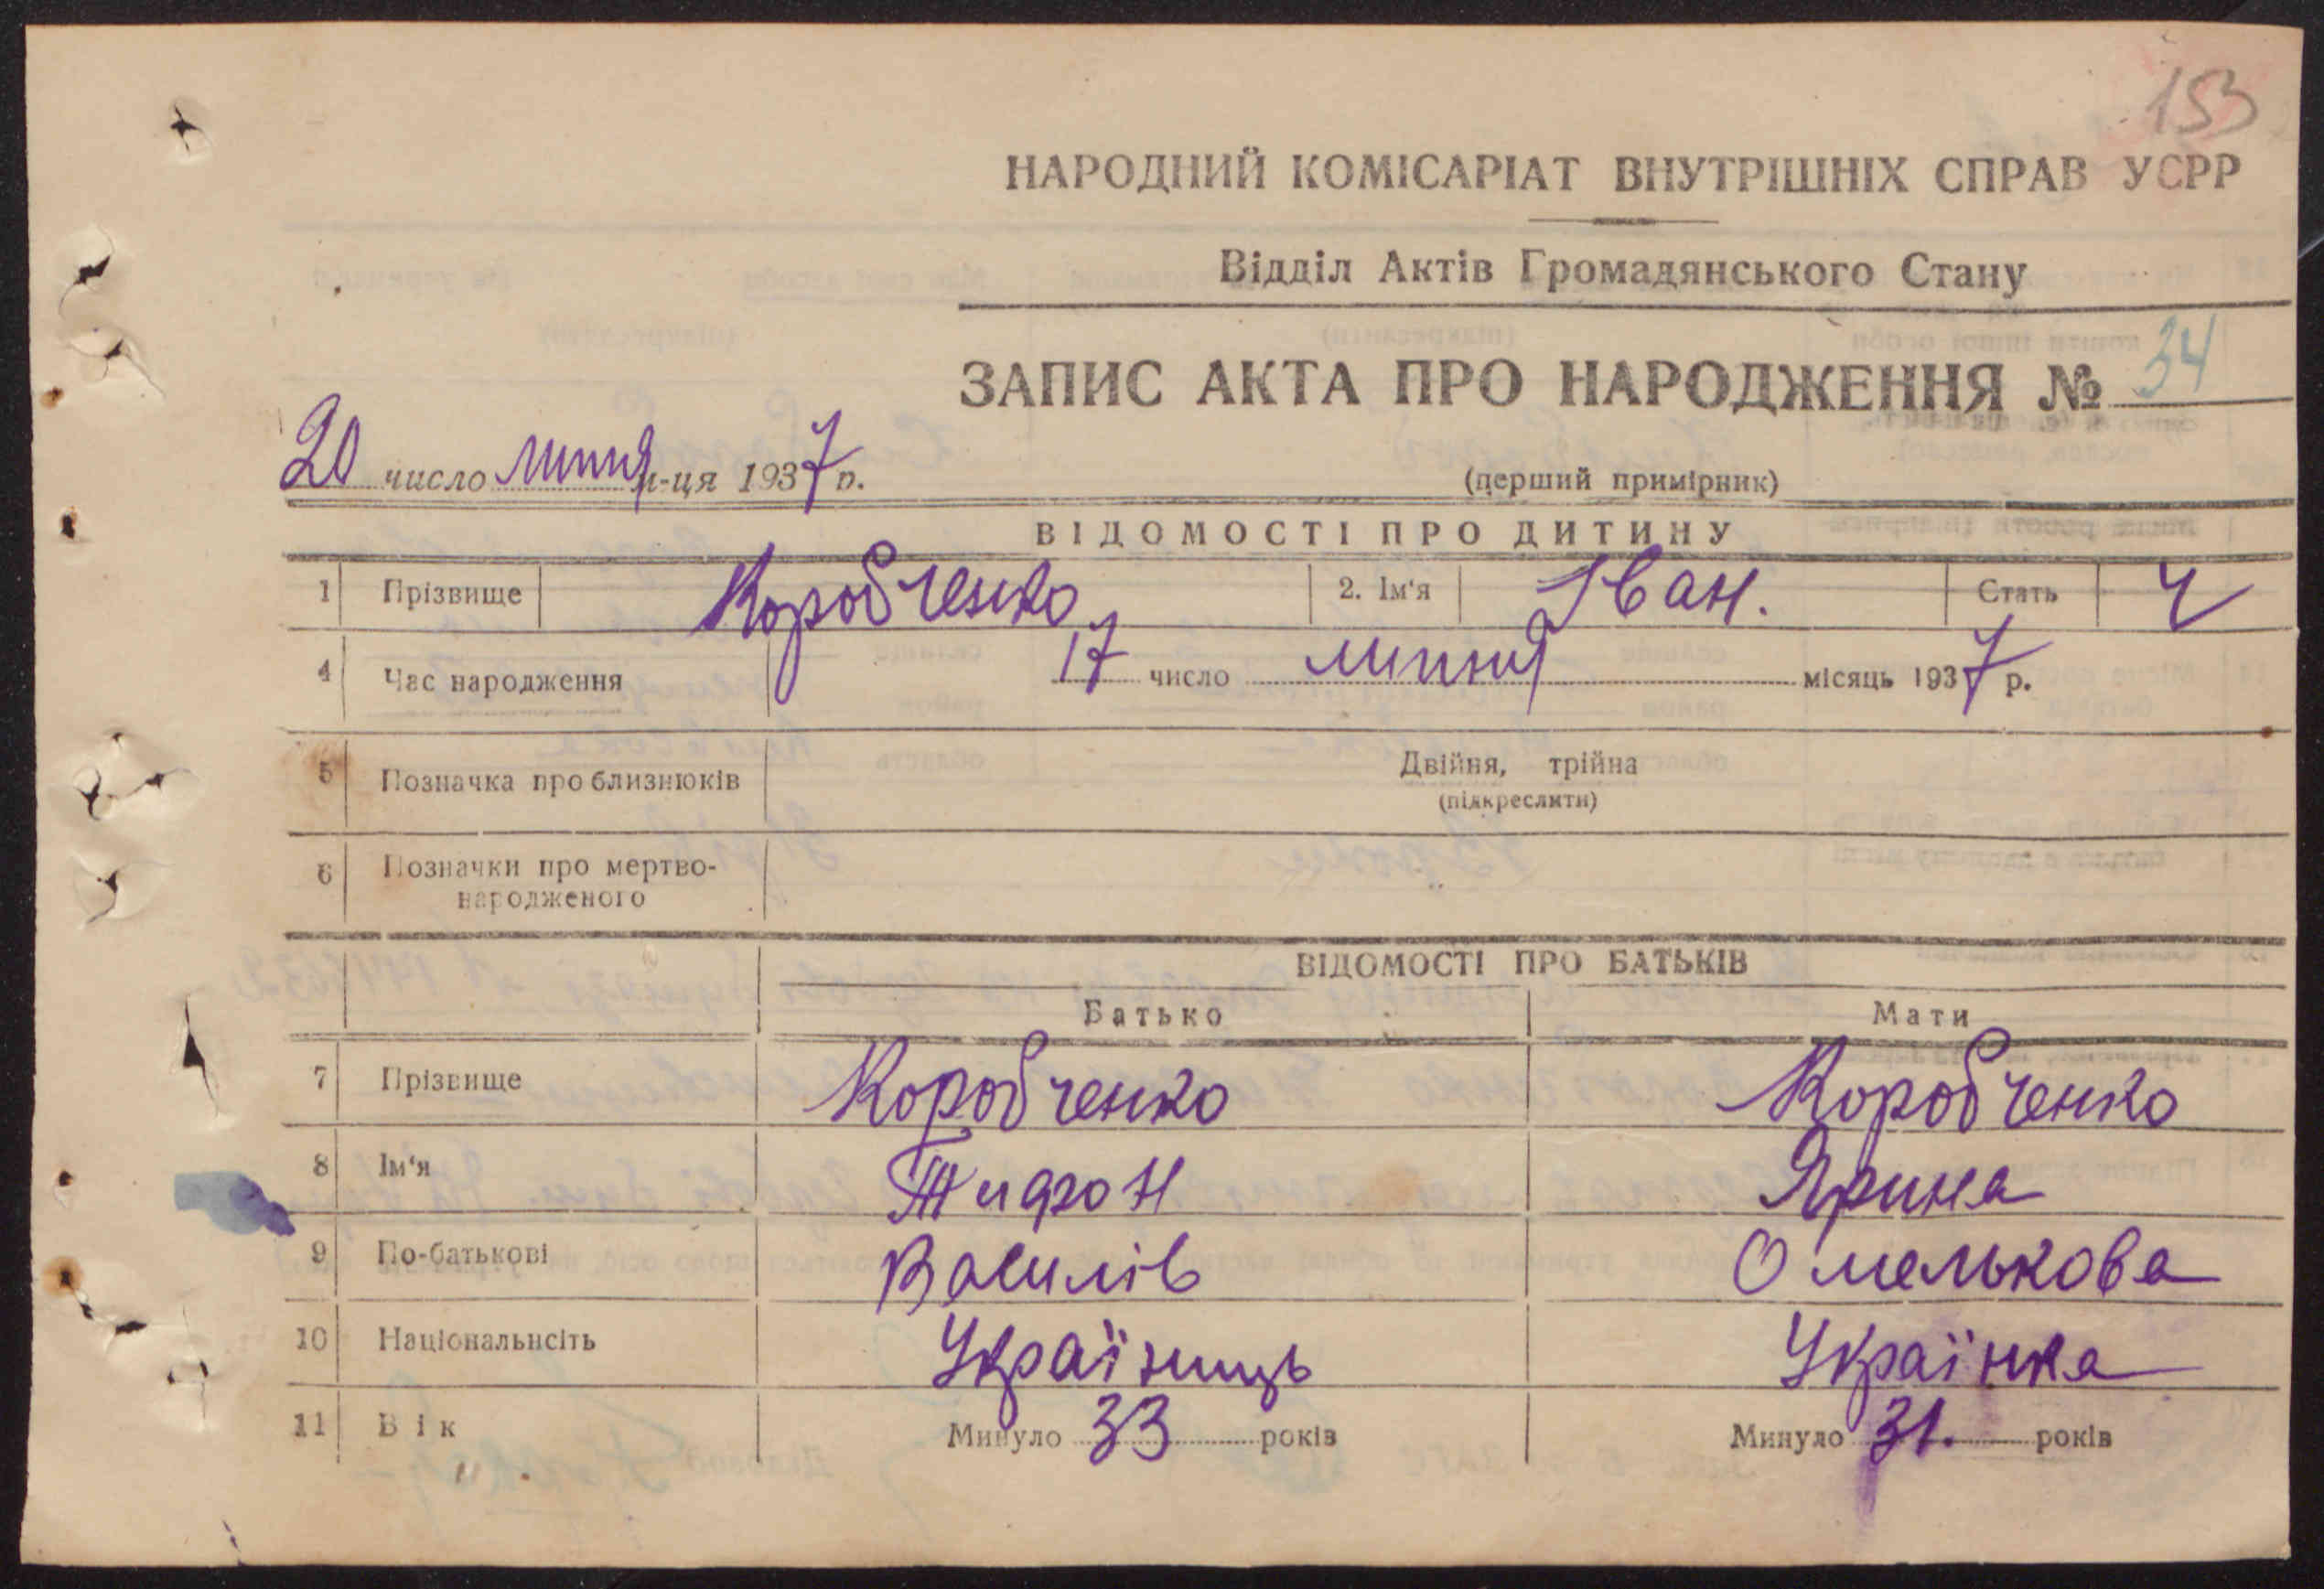 153
НАРОДНИЙ КОМІСАРІАТ ВНУТРІШНІХ СПРАВ УСРР
Відділ Актів Громадянського Стану
ЗАПИС АКТА ПРО НАРОДЖЕННЯ № 34
20 число липня м-ця 1937 р.
(перший примірник)
ВІДОМОСТІ ПРО ДИТИНУ
1 Прізвище Коробченко 2. Ім'я Іван. Стать Ч
4 Час народження 17 число липня місяць 1937 р.
5 Позначка про близнюків Двійня, трійна
(підкреслити)
6 Позначки про мертво-
народженого
ВІДОМОСТІ ПРО БАТЬКІВ
Батько Мати
7 Прізвище Коробченко Коробченко
8 Ім'я Тифон Ярина
9 По-батькові Василів Омелькова
10 Національнсіть Україниць Українка
11 Вік Минуло 33 років Минуло 31. років